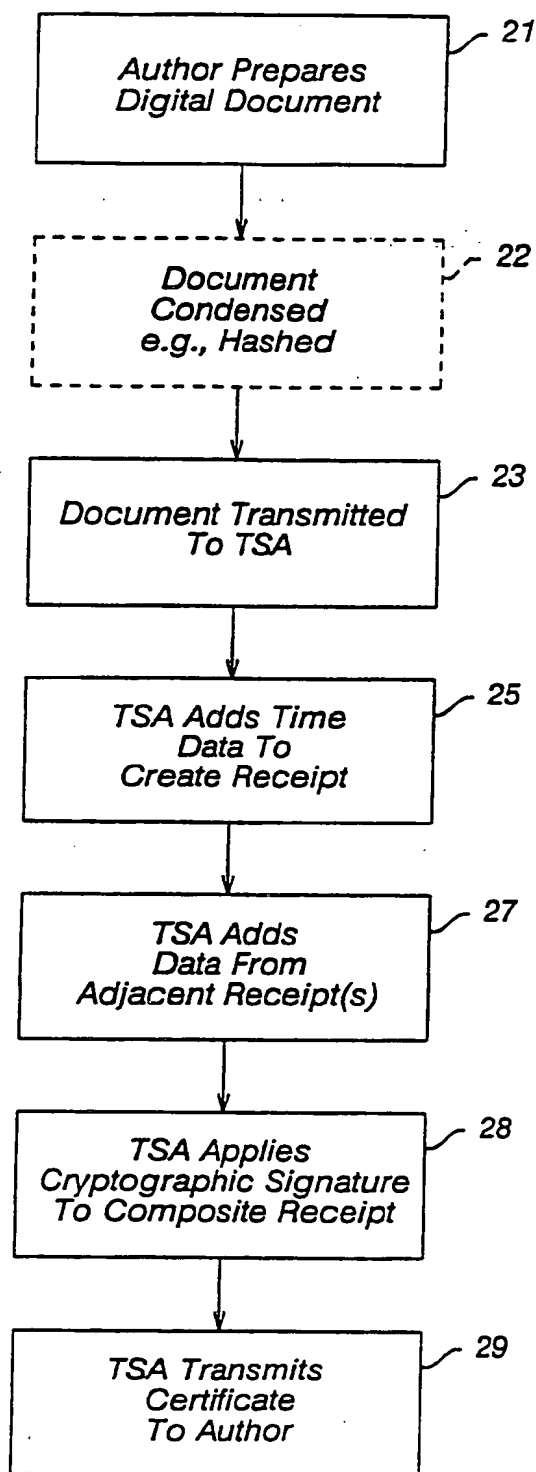 21
Author Prepares
Digital Document
22
Document
Condensed
e.g., Hashed
23
Document Transmitted
To TSA
25
TSA Adds Time
Data To
Create Receipt
27
TSA Adds
Data From
Adjacent Receipt(s)
28
TSA Applies
Cryptographic Signature
To Composite Receipt
29
TSA Transmits
Certificate
To Author